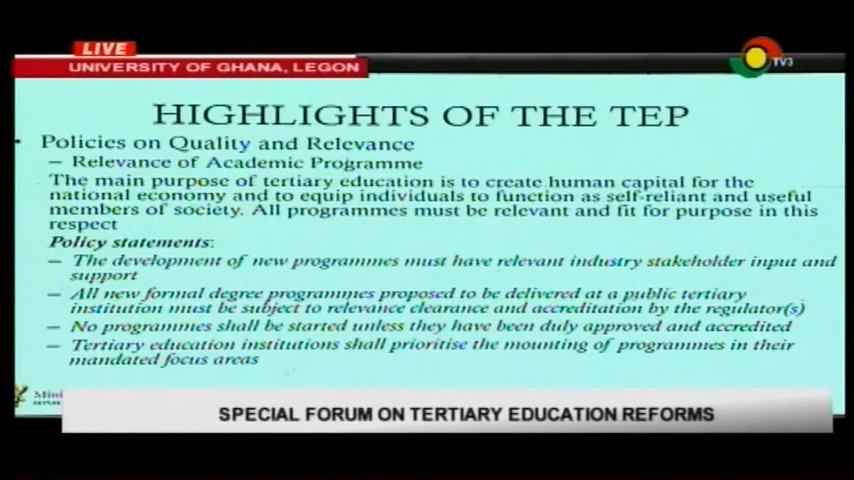 LIVE
UNIVERSITY OF GHANA, LEGON
TV3
HIGHLIGHTS OF THE TEP
• Policies on Quality and Relevance
– Relevance of Academic Programme
The main purpose of tertiary education is to create human capital for the
national economy and to equip individuals to function as self-reliant and useful
members of society. All programmes must be relevant and fit for purpose in this
respect
Policy statements:
– The development of new programmes must have relevant industry stakeholder input and
support
– All new formal degree programmes proposed to be delivered at a public tertiary
institution must be subject to relevance clearance and accreditation by the regulator(s)
– No programmes shall be started unless they have been duly approved and accredited
– Tertiary education institutions shall prioritise the mounting of programmes in their
mandated focus areas
SPECIAL FORUM ON TERTIARY EDUCATION REFORMS